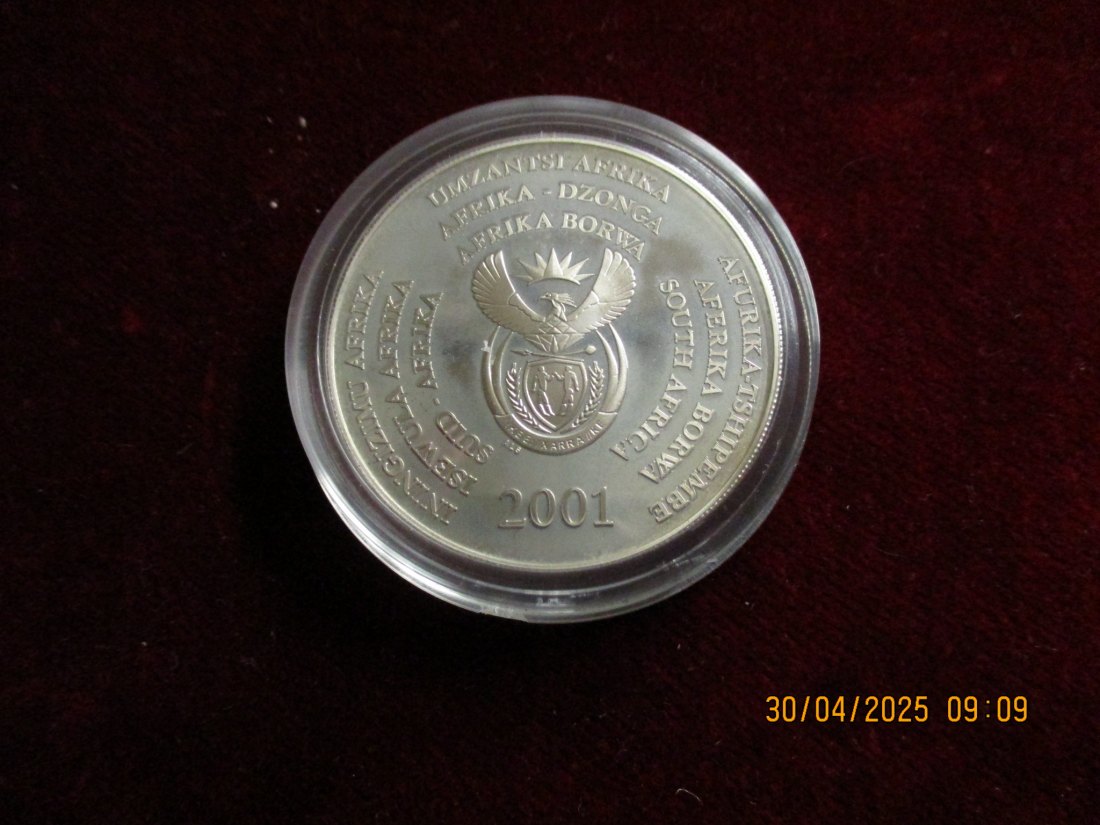 UMZANTSI AFRIKA
AFRIKA - DZONGA
AFRIKA BORWA
ININGIZIMU AFRIKA
ISEWULA AFRIKA
SUID - AFRIKA
AFURIKA-TSHIPEMBE
AFERIKA BORWA
SOUTH AFRICA
2001
30/04/2025 09:09